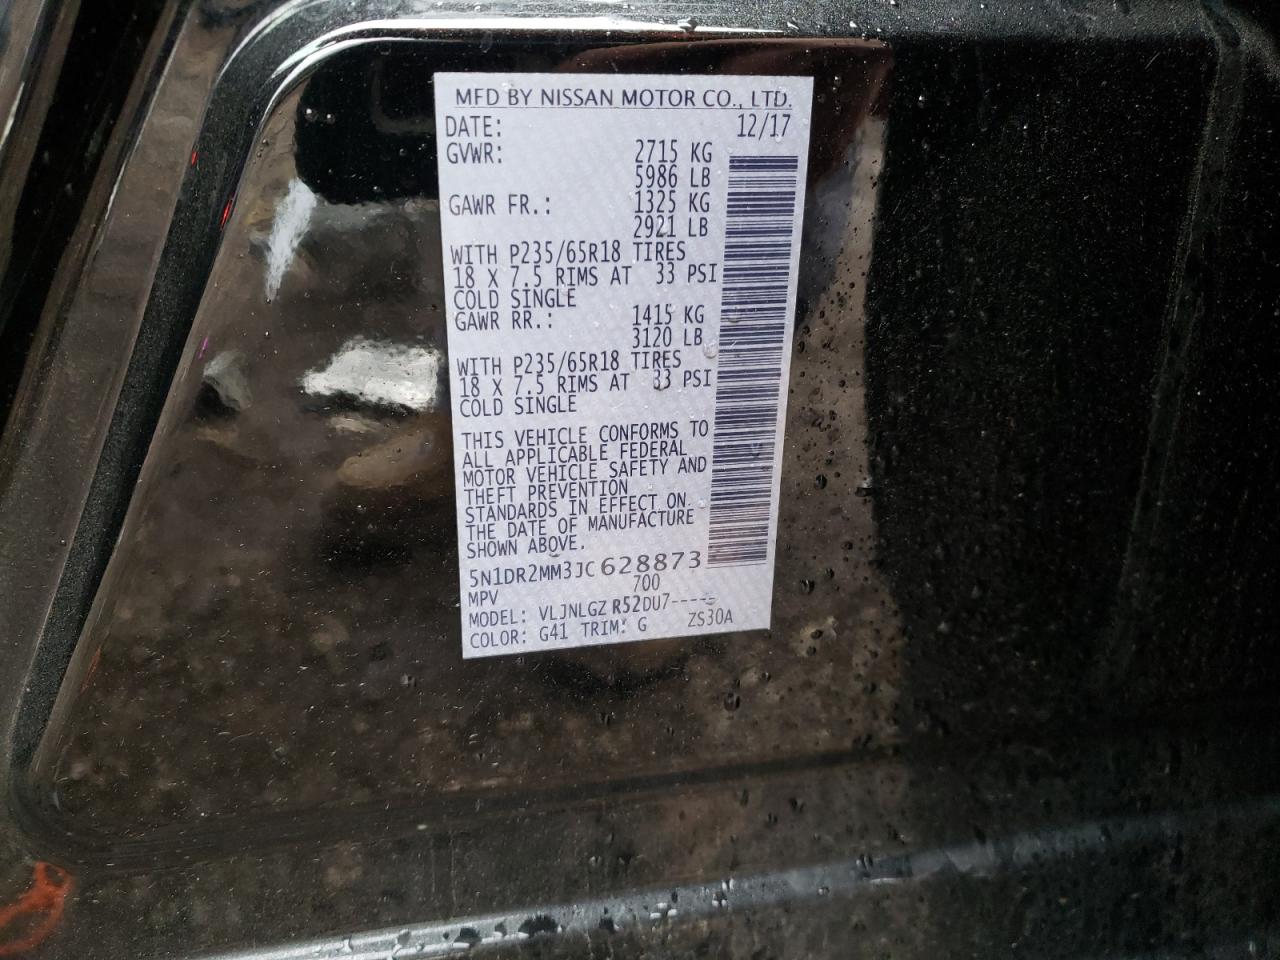 MFD BY NISSAN MOTOR CO., LTD.
DATE: 12/17
GVWR: 2715 KG
5986 LB
GAWR FR.: 1325 KG
2921 LB
WITH P235/65R18 TIRES
18 X 7.5 RIMS AT 33 PSI
COLD SINGLE
GAWR RR.: 1415 KG
3120 LB
WITH P235/65R18 TIRES
18 X 7.5 RIMS AT 33 PSI
COLD SINGLE
THIS VEHICLE CONFORMS TO
ALL APPLICABLE FEDERAL
MOTOR VEHICLE SAFETY AND
THEFT PREVENTION
STANDARDS IN EFFECT ON
THE DATE OF MANUFACTURE
SHOWN ABOVE.
5N1DR2MM3JC628873
MPV 700
MODEL: VLJNLGZ R52DU7-----
COLOR: G41 TRIM: G ZS30A